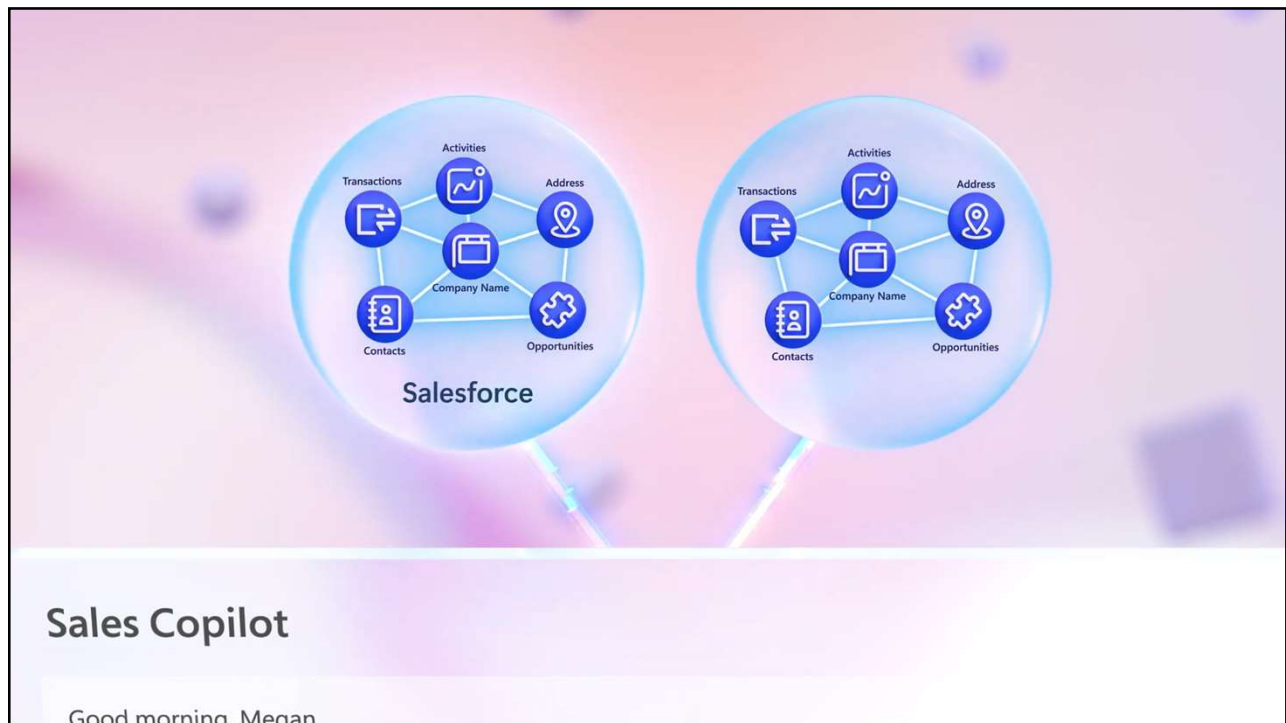 Activities
Transactions
Address
Company Name
Contacts
Opportunities
Salesforce
Activities
Transactions
Address
Company Name
Contacts
Opportunities
Sales Copilot
Good morning, Megan